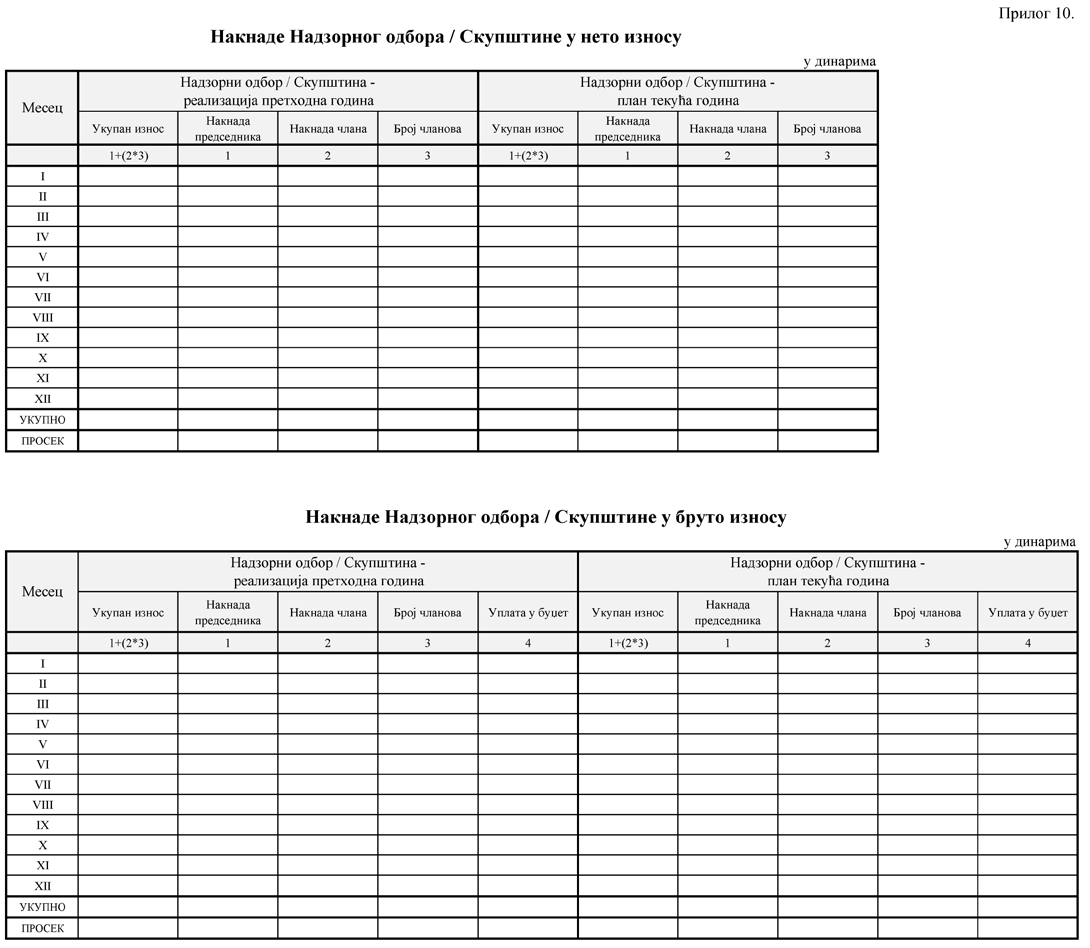 Прилог 10.
Накнаде Надзорног одбора / Скупштине у нето износу
у динарима
Месец
Надзорни одбор / Скупштина -
реализација претходна година
Надзорни одбор / Скупштина -
план текућа година
Укупан износ
Накнада
председника
Накнада члана
Број чланова
Укупан износ
Накнада
председника
Накнада члана
Број чланова
1+(2*3) 1 2 3 1+(2*3) 1 2 3
I
II
III
IV
V
VI
VII
VIII
IX
X
XI
XII
УКУПНО
ПРОСЕК
Накнаде Надзорног одбора / Скупштине у бруто износу
у динарима
Месец
Надзорни одбор / Скупштина -
реализација претходна година
Надзорни одбор / Скупштина -
план текућа година
Укупан износ
Накнада
председника
Накнада члана
Број чланова
Уплата у буџет
Укупан износ
Накнада
председника
Накнада члана
Број чланова
Уплата у буџет
1+(2*3) 1 2 3 4 1+(2*3) 1 2 3 4
I
II
III
IV
V
VI
VII
VIII
IX
X
XI
XII
УКУПНО
ПРОСЕК